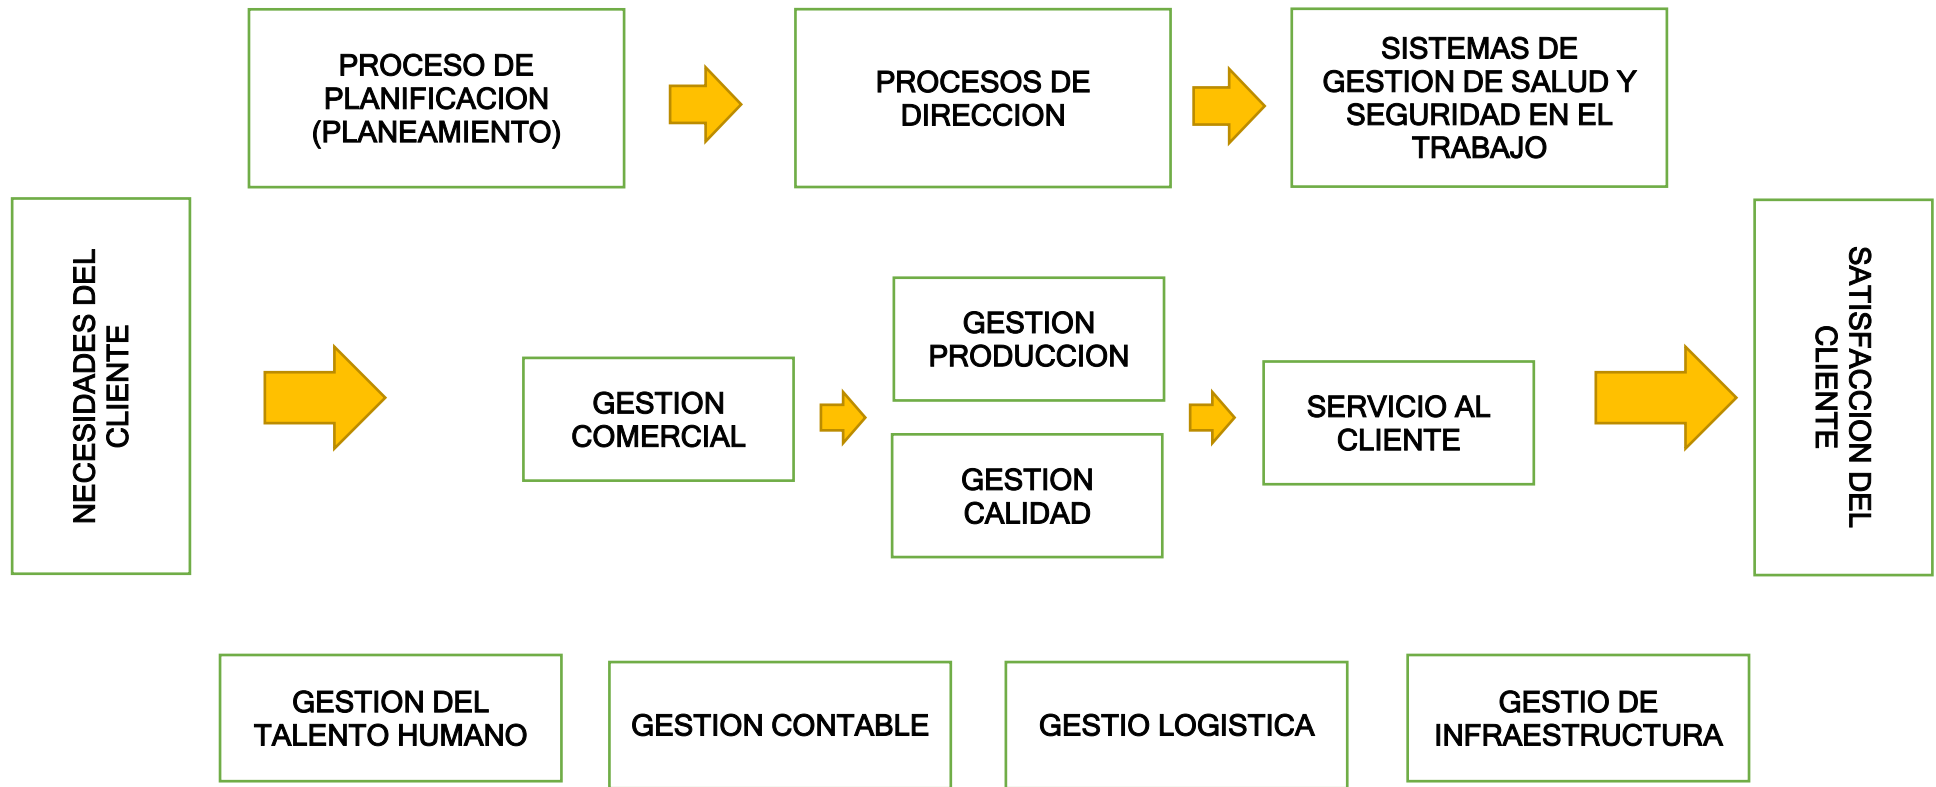 PROCESO DE
PLANIFICACION
(PLANEAMIENTO)
PROCESOS DE
DIRECCION
SISTEMAS DE
GESTION DE SALUD Y
SEGURIDAD EN EL
TRABAJO
NECESIDADES DEL
CLIENTE
GESTION
COMERCIAL
GESTION
PRODUCCION
GESTION
CALIDAD
SERVICIO AL
CLIENTE
SATISFACCION DEL
CLIENTE
GESTION DEL
TALENTO HUMANO
GESTION CONTABLE
GESTIO LOGISTICA
GESTIO DE
INFRAESTRUCTURA